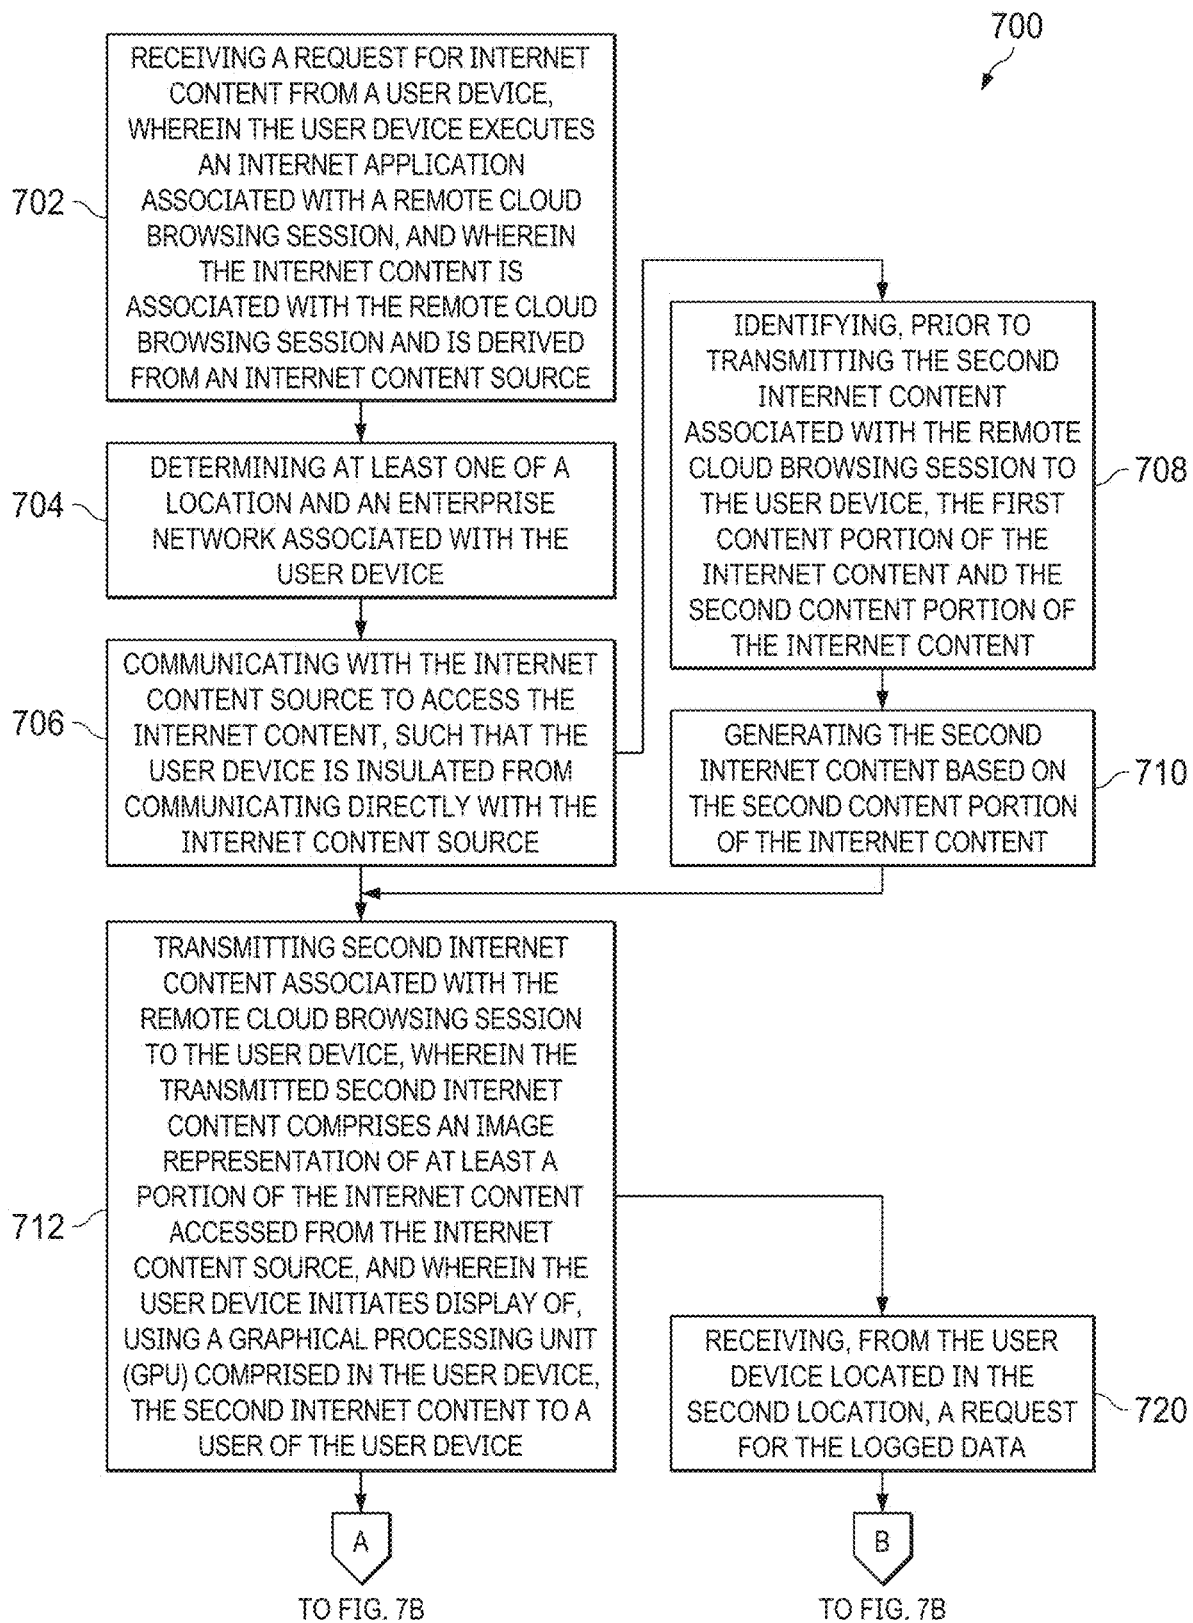 700
RECEIVING A REQUEST FOR INTERNET
CONTENT FROM A USER DEVICE,
WHEREIN THE USER DEVICE EXECUTES
AN INTERNET APPLICATION
ASSOCIATED WITH A REMOTE CLOUD
BROWSING SESSION, AND WHEREIN
THE INTERNET CONTENT IS
ASSOCIATED WITH THE REMOTE CLOUD
BROWSING SESSION AND IS DERIVED
FROM AN INTERNET CONTENT SOURCE
702
DETERMINING AT LEAST ONE OF A
LOCATION AND AN ENTERPRISE
NETWORK ASSOCIATED WITH THE
USER DEVICE
704
COMMUNICATING WITH THE INTERNET
CONTENT SOURCE TO ACCESS THE
INTERNET CONTENT, SUCH THAT THE
USER DEVICE IS INSULATED FROM
COMMUNICATING DIRECTLY WITH THE
INTERNET CONTENT SOURCE
706
IDENTIFYING, PRIOR TO
TRANSMITTING THE SECOND
INTERNET CONTENT
ASSOCIATED WITH THE REMOTE
CLOUD BROWSING SESSION TO
THE USER DEVICE, THE FIRST
CONTENT PORTION OF THE
INTERNET CONTENT AND THE
SECOND CONTENT PORTION OF
THE INTERNET CONTENT
708
GENERATING THE SECOND
INTERNET CONTENT BASED ON
THE SECOND CONTENT PORTION
OF THE INTERNET CONTENT
710
TRANSMITTING SECOND INTERNET
CONTENT ASSOCIATED WITH THE
REMOTE CLOUD BROWSING SESSION
TO THE USER DEVICE, WHEREIN THE
TRANSMITTED SECOND INTERNET
CONTENT COMPRISES AN IMAGE
REPRESENTATION OF AT LEAST A
PORTION OF THE INTERNET CONTENT
ACCESSED FROM THE INTERNET
CONTENT SOURCE, AND WHEREIN THE
USER DEVICE INITIATES DISPLAY OF,
USING A GRAPHICAL PROCESSING UNIT
(GPU) COMPRISED IN THE USER DEVICE,
THE SECOND INTERNET CONTENT TO A
USER OF THE USER DEVICE
712
RECEIVING, FROM THE USER
DEVICE LOCATED IN THE
SECOND LOCATION, A REQUEST
FOR THE LOGGED DATA
720
A
TO FIG. 7B
B
TO FIG. 7B